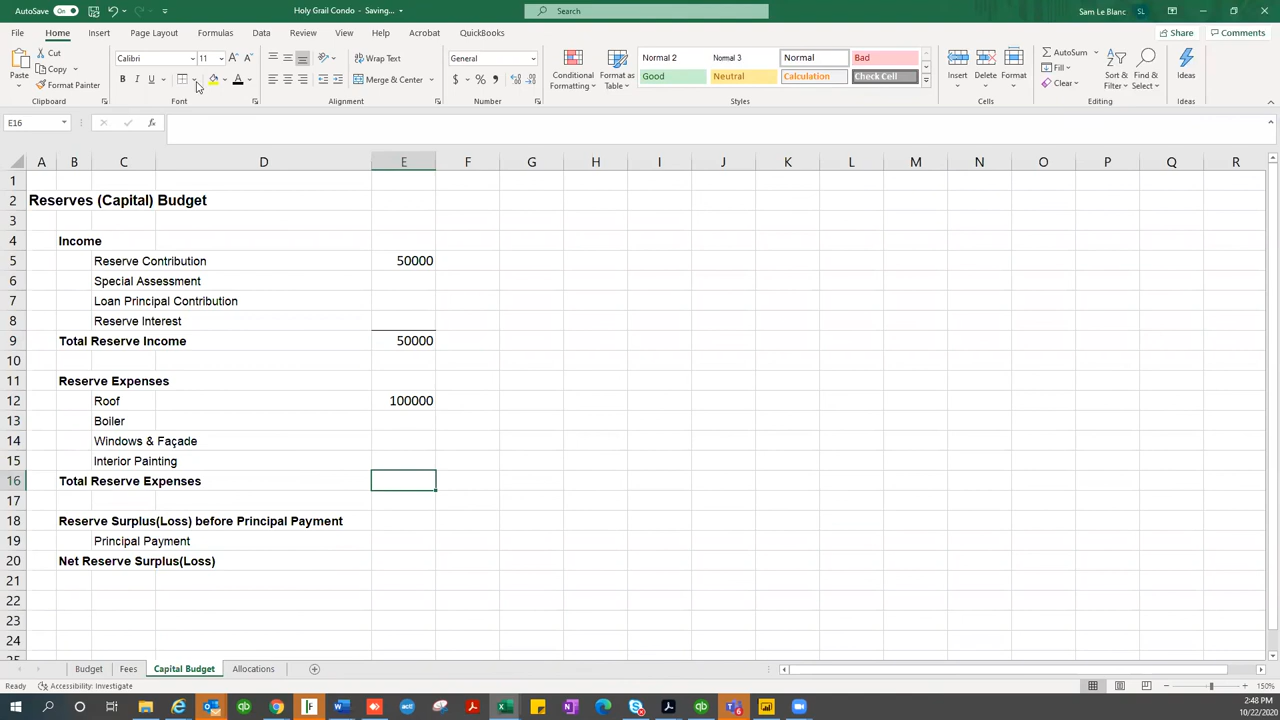 AutoSave On Holy Grail Condo - Saving... Search Sam Le Blanc SL
File Home Insert Page Layout Formulas Data Review View Developer Help Acrobat QuickBooks Share Comments
Paste Cut Copy Format Painter Clipboard
Calibri 11 B I U A Font
Wrap Text Merge & Center Alignment
General $ % Number
Conditional Formatting Format as Table
Normal 2 Normal 3 Normal Bad
Good Neutral Calculation Check Cell
Styles
Insert Delete Format Cells
AutoSum Fill Clear Sort & Filter Find & Select Editing
Ideas Ideas
E16 fx
A B C D E F G H I J K L M N O P Q R
1
2 Reserves (Capital) Budget
3
4 Income
5 Reserve Contribution 50000
6 Special Assessment
7 Loan Principal Contribution
8 Reserve Interest
9 Total Reserve Income 50000
10
11 Reserve Expenses
12 Roof 100000
13 Boiler
14 Windows & Façade
15 Interior Painting
16 Total Reserve Expenses
17
18 Reserve Surplus(Loss) before Principal Payment
19 Principal Payment
20 Net Reserve Surplus(Loss)
21
22
23
24
25
Budget Fees Capital Budget Allocations
Ready Accessibility: Investigate 150%
2:48 PM
10/22/2020